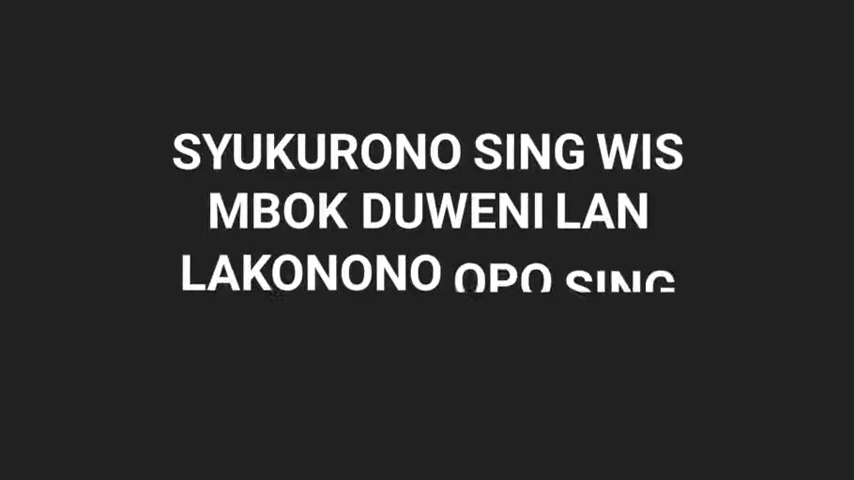 SYUKURONO SING WIS
MBOK DUWENI LAN
LAKONONO OPO SING